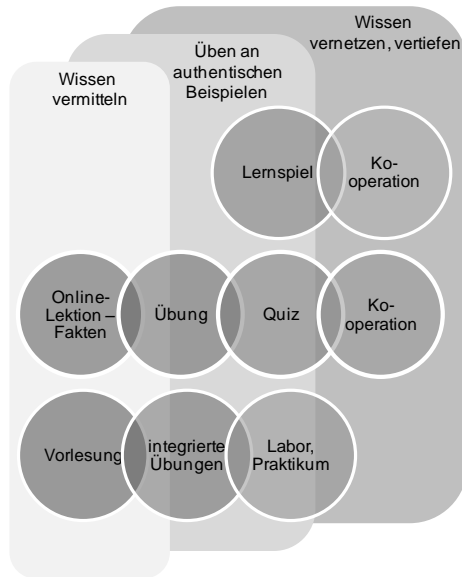 Wissen
vernetzen, vertiefen
Üben an
authentischen
Beispielen
Wissen
vermitteln
Lernspiel
Ko-
operation
Online-
Lektion –
Fakten
Übung
Quiz
Ko-
operation
Vorlesung
integrierte
Übungen
Labor,
Praktikum